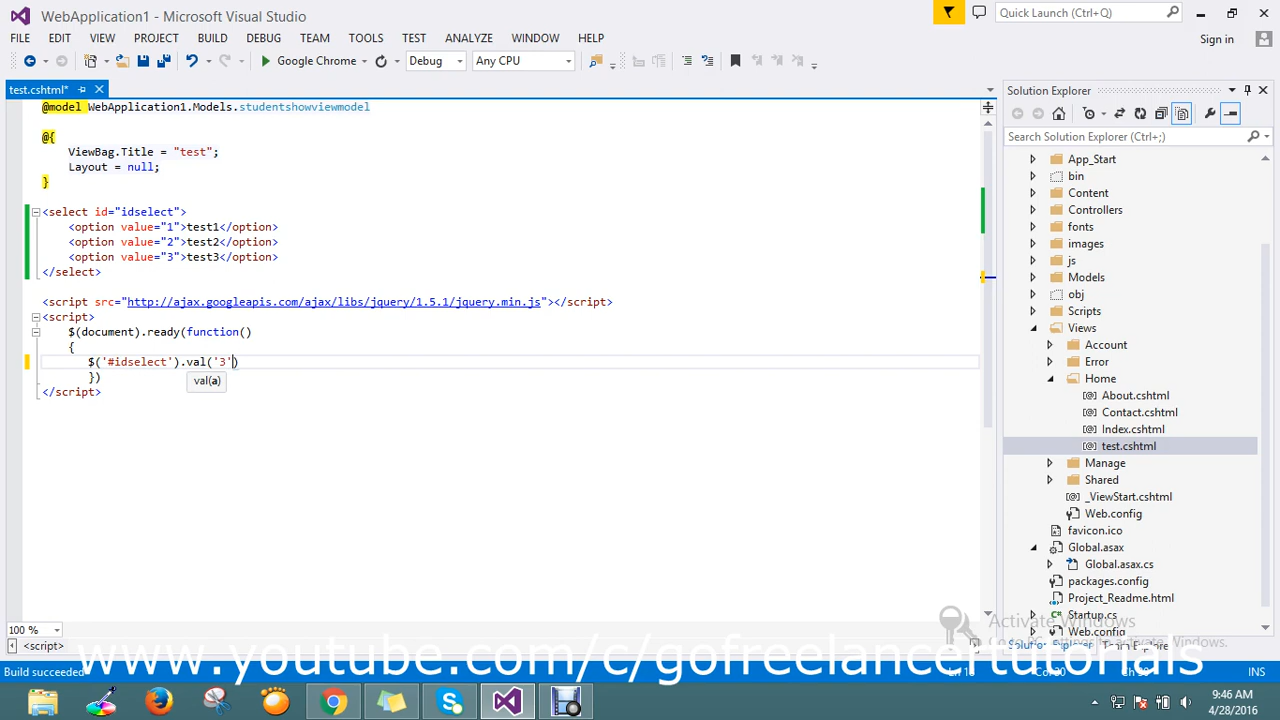 WebApplication1 - Microsoft Visual Studio
Quick Launch (Ctrl+Q)
FILE EDIT VIEW PROJECT BUILD DEBUG TEAM TOOLS TEST ANALYZE WINDOW HELP
Sign in
Google Chrome
Debug
Any CPU
test.cshtml*
@model WebApplication1.Models.studentshowviewmodel
@{
ViewBag.Title = "test";
Layout = null;
}
<select id="idselect">
<option value="1">test1</option>
<option value="2">test2</option>
<option value="3">test3</option>
</select>
<script src="http://ajax.googleapis.com/ajax/libs/jquery/1.5.1/jquery.min.js"></script>
<script>
$(document).ready(function()
{
$('#idselect').val('3')
})
val(a)
</script>
100 %
<script>
Solution Explorer
Search Solution Explorer (Ctrl+;)
App_Start
bin
Content
Controllers
fonts
images
js
Models
obj
Scripts
Views
Account
Error
Home
About.cshtml
Contact.cshtml
Index.cshtml
test.cshtml
Manage
Shared
_ViewStart.cshtml
Web.config
favicon.ico
Global.asax
Global.asax.cs
packages.config
Project_Readme.html
Startup.cs
Web.config
Activate Windows
Activate Windows.
Solution Explorer
www.youtube.com/c/gofreelancertutorials
Build succeeded
INS
9:46 AM
4/28/2016